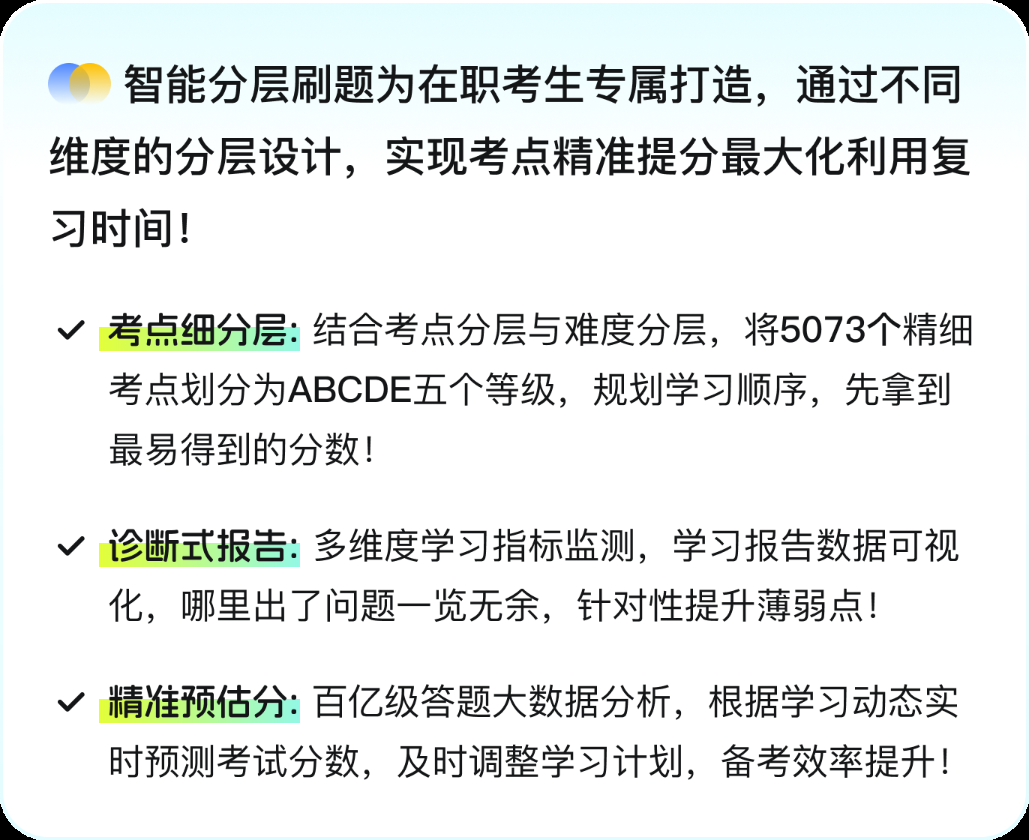 智能分层刷题为在职考生专属打造，通过不同
维度的分层设计，实现考点精准提分最大化利用复
习时间！
考点细分层: 结合考点分层与难度分层，将5073个精细
考点划分为ABCDE五个等级，规划学习顺序，先拿到
最易得到的分数！
诊断式报告: 多维度学习指标监测，学习报告数据可视
化，哪里出了问题一览无余，针对性提升薄弱点！
精准预估分: 百亿级答题大数据分析，根据学习动态实
时预测考试分数，及时调整学习计划，备考效率提升！